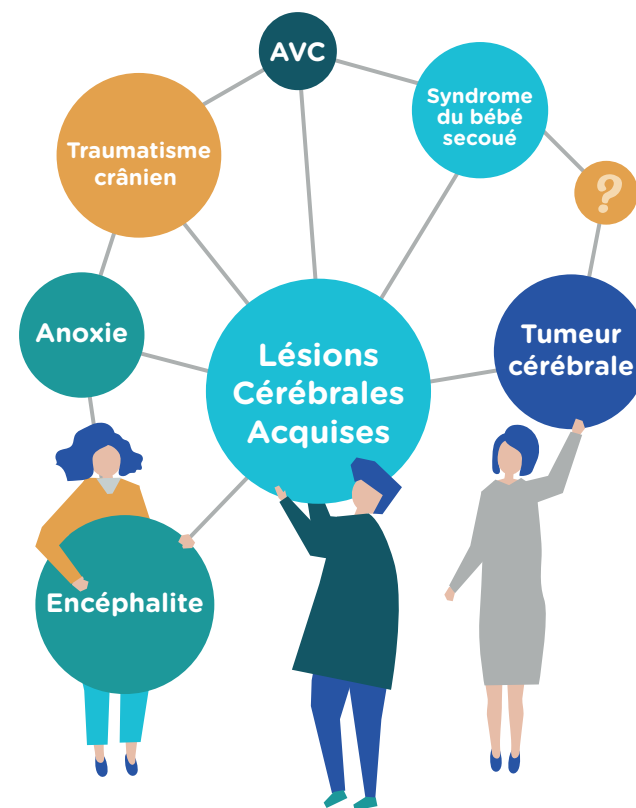 AVC
Syndrome
du bébé
secoué
Traumatisme
crânien
?
Anoxie
Lésions
Cérébrales
Acquises
Tumeur
cérébrale
Encéphalite